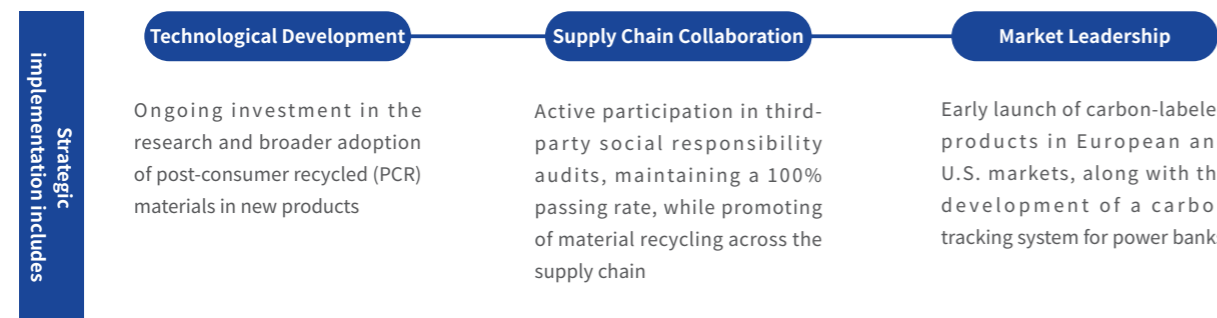 Strategic
implementation includes
Technological Development
Ongoing investment in the
research and broader adoption
of post-consumer recycled (PCR)
materials in new products
Supply Chain Collaboration
Active participation in third-
party social responsibility
audits, maintaining a 100%
passing rate, while promoting
of material recycling across the
supply chain
Market Leadership
Early launch of carbon-labele
products in European an
U.S. markets, along with th
development of a carbo
tracking system for power bank